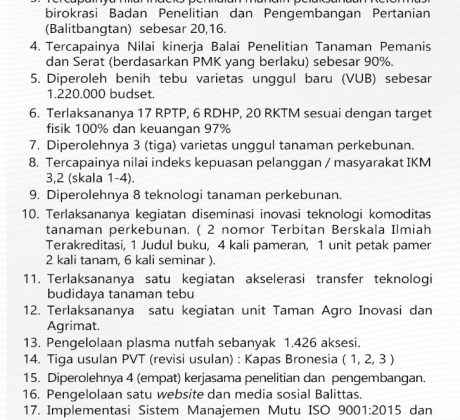 3. Tercapainya nilai indeks penilaian mandiri pelaksanaan Reformasi
birokrasi Badan Penelitian dan Pengembangan Pertanian
(Balitbangtan) sebesar 20,16.
4. Tercapainya Nilai kinerja Balai Penelitian Tanaman Pemanis
dan Serat (berdasarkan PMK yang berlaku) sebesar 90%.
5. Diperoleh benih tebu varietas unggul baru (VUB) sebesar
1.220.000 budset.
6. Terlaksananya 17 RPTP, 6 RDHP, 20 RKTM sesuai dengan target
fisik 100% dan keuangan 97%
7. Diperolehnya 3 (tiga) varietas unggul tanaman perkebunan.
8. Tercapainya nilai indeks kepuasan pelanggan / masyarakat IKM
3,2 (skala 1-4).
9. Diperolehnya 8 teknologi tanaman perkebunan.
10. Terlaksananya kegiatan diseminasi inovasi teknologi komoditas
tanaman perkebunan. ( 2 nomor Terbitan Berskala Ilmiah
Terakreditasi, 1 Judul buku, 4 kali pameran, 1 unit petak pamer
2 kali tanam, 6 kali seminar ).
11. Terlaksananya satu kegiatan akselerasi transfer teknologi
budidaya tanaman tebu
12. Terlaksananya satu kegiatan unit Taman Agro Inovasi dan
Agrimat.
13. Pengelolaan plasma nutfah sebanyak 1.426 aksesi.
14. Tiga usulan PVT (revisi usulan) : Kapas Bronesia ( 1, 2, 3 )
15. Diperolehnya 4 (empat) kerjasama penelitian dan pengembangan.
16. Pengelolaan satu website dan media sosial Balittas.
17. Implementasi Sistem Manajemen Mutu ISO 9001:2015 dan